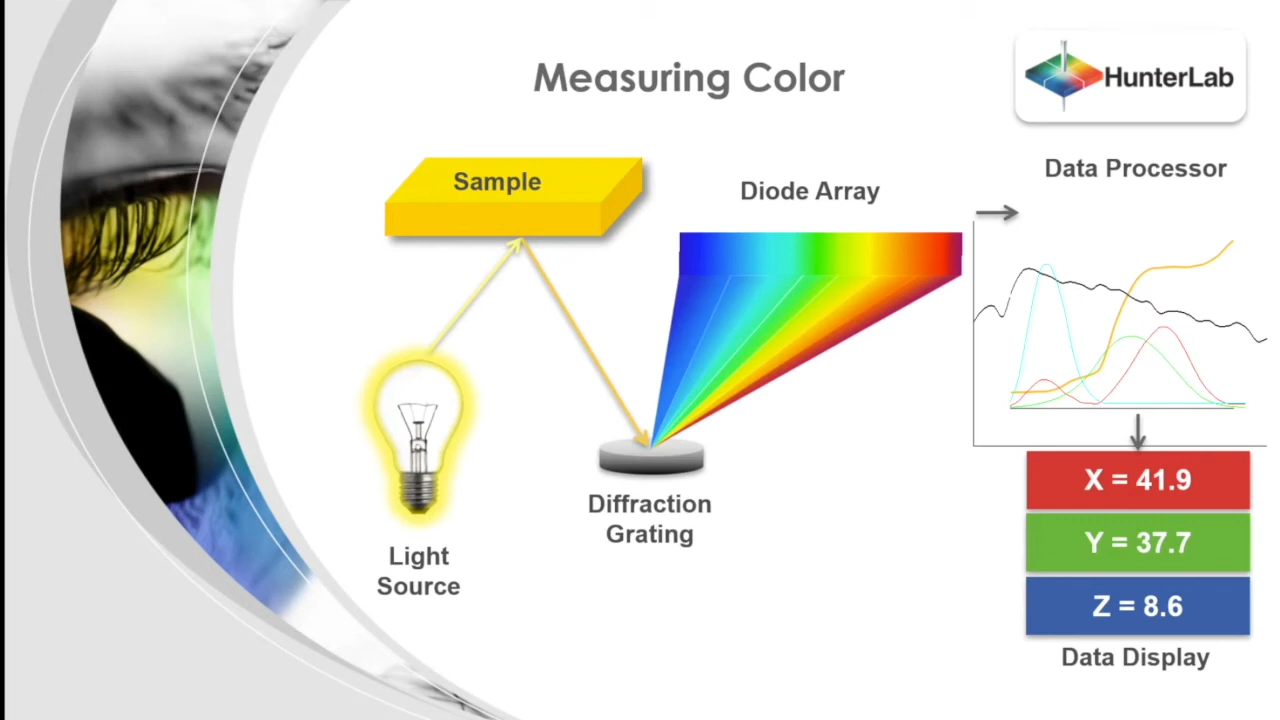 Measuring Color
HunterLab
Data Processor
Sample
Diode Array
Diffraction
Grating
Light
Source
X = 41.9
Y = 37.7
Z = 8.6
Data Display